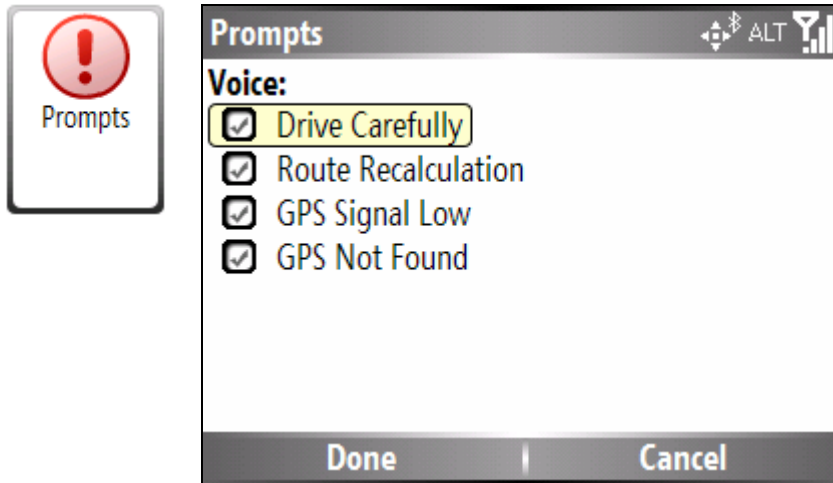 Prompts
Prompts ALT
Voice:
Drive Carefully
Route Recalculation
GPS Signal Low
GPS Not Found
Done Cancel